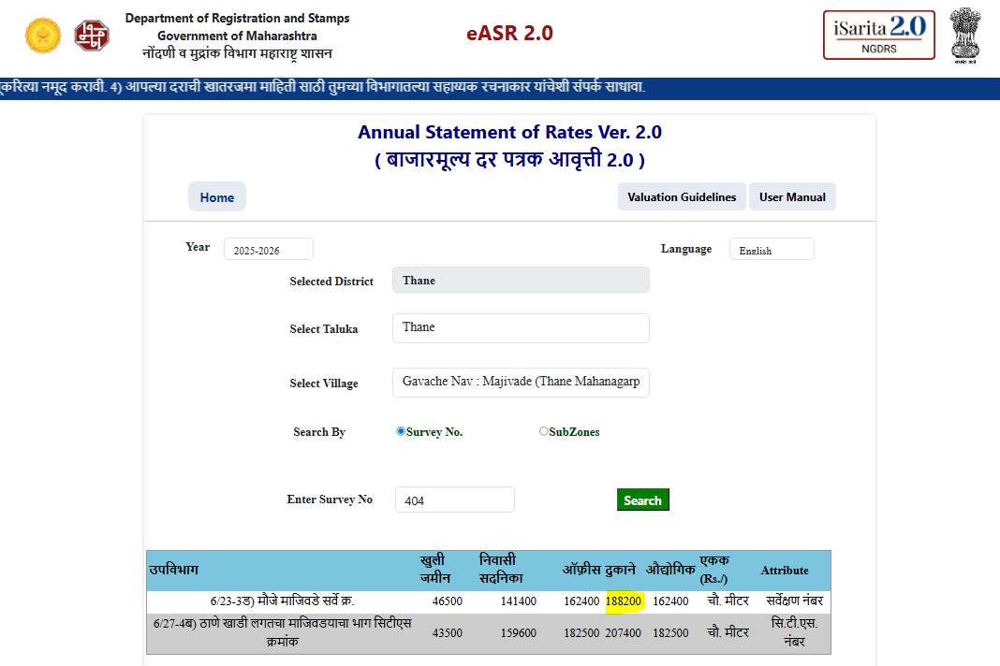 Department of Registration and Stamps
Government of Maharashtra
नोंदणी व मुद्रांक विभाग महाराष्ट्र शासन
eASR 2.0
iSarita 2.0
NGDRS
नमूद करावी. 4) आपल्या दराची खातरजमा माहिती साठी तुमच्या विभागातल्या सहाय्यक रचनाकार यांचेशी संपर्क साधावा.
Annual Statement of Rates Ver. 2.0
( बाजारमूल्य दर पत्रक आवृत्ती 2.0 )
Home
Valuation Guidelines
User Manual
Year 2025-2026
Language English
Selected District Thane
Select Taluka Thane
Select Village Gavache Nav : Majivade (Thane Mahanagarp
Search By Survey No. SubZones
Enter Survey No 404 Search
उपविभाग खुली जमीन निवासी सदनिका ऑफ़ीस दुकाने औद्योगिक एकक (Rs./) Attribute
6/23-3ड) मौजे माजिवडे सर्वे क्र. 46500 141400 162400 188200 162400 चौ. मीटर सर्वेक्षण नंबर
6/27-4ब) ठाणे खाडी लगतचा माजिवडयाचा भाग सिटीएस क्रमांक 43500 159600 182500 207400 182500 चौ. मीटर सि.टी.एस. नंबर